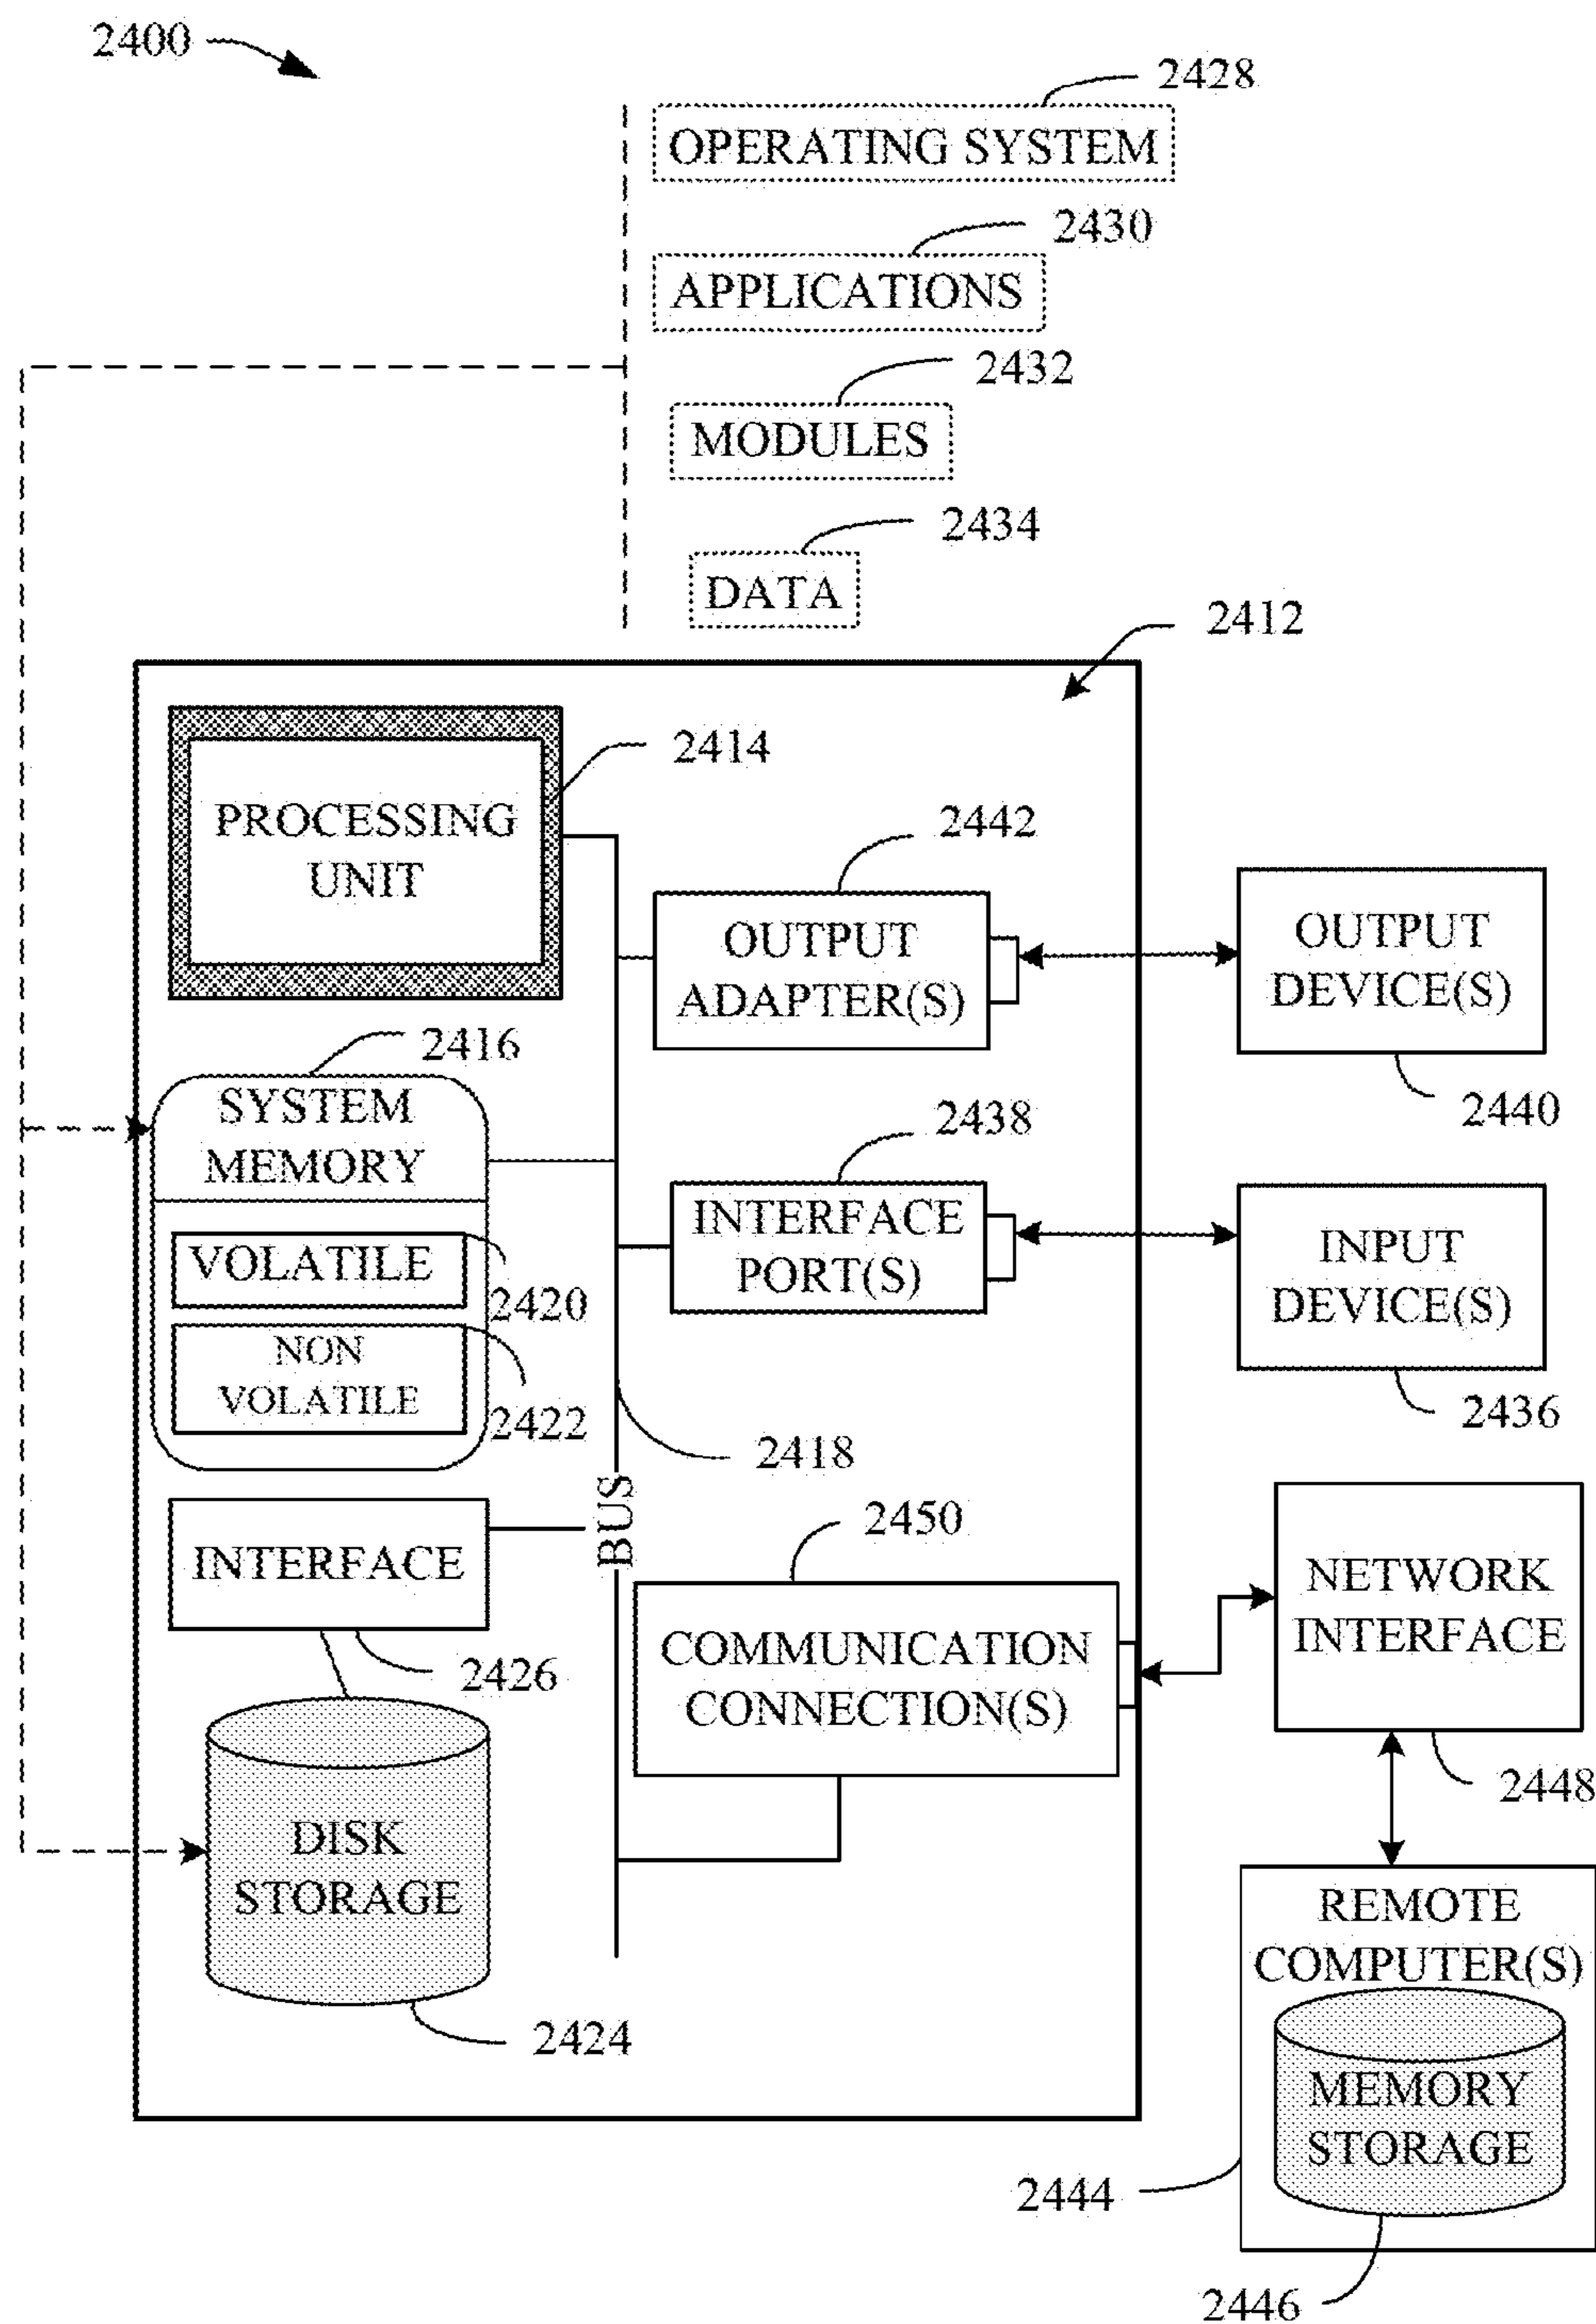 2400
2428
OPERATING SYSTEM
2430
APPLICATIONS
2432
MODULES
2434
DATA
2412
2414
PROCESSING
UNIT
2442
OUTPUT
ADAPTER(S)
OUTPUT
DEVICE(S)
2440
2416
SYSTEM
MEMORY
VOLATILE
2420
NON
VOLATILE
2422
2438
INTERFACE
PORT(S)
INPUT
DEVICE(S)
2436
2418
BUS
INTERFACE
2426
2450
COMMUNICATION
CONNECTION(S)
NETWORK
INTERFACE
2448
DISK
STORAGE
2424
REMOTE
COMPUTER(S)
MEMORY
STORAGE
2444
2446